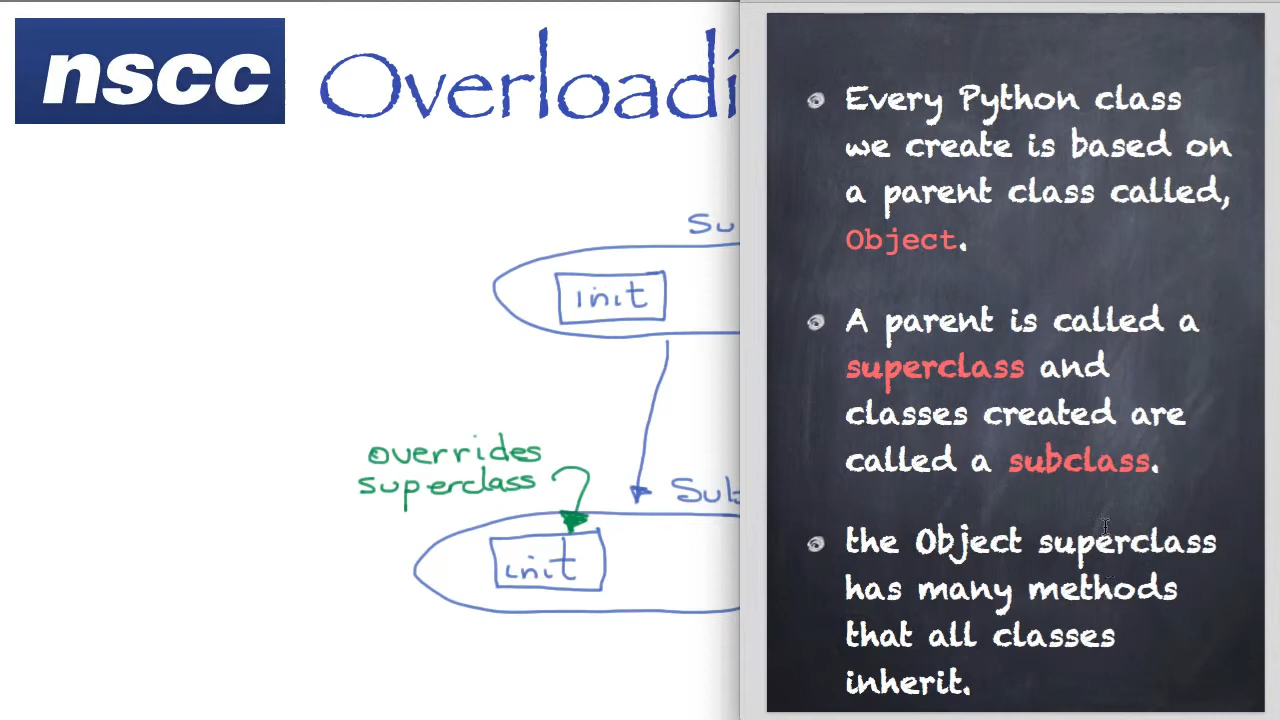 nscc
Overloadi
Su
init
overrides
superclass
Sub
init
Every Python class
we create is based on
a parent class called,
Object.
A parent is called a
superclass and
classes created are
called a subclass.
the Object superclass
has many methods
that all classes
inherit.